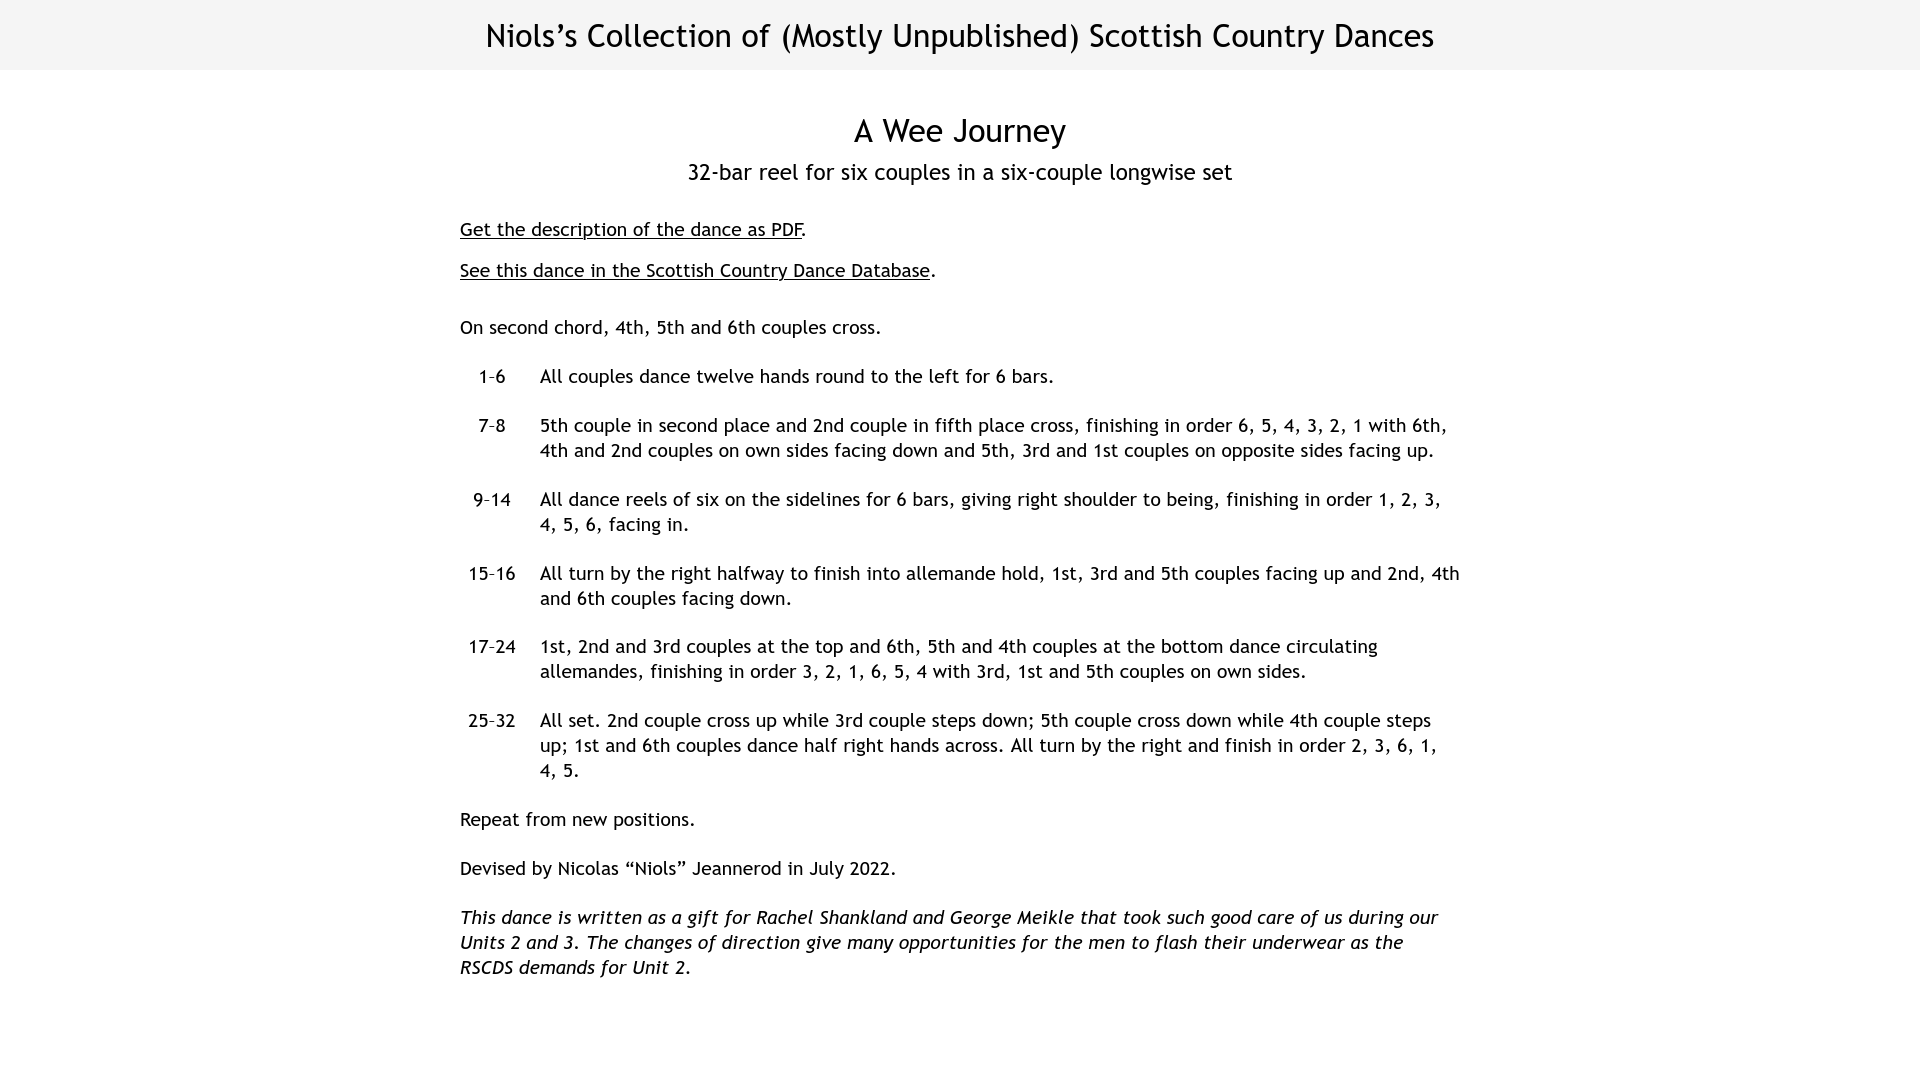 Niols’s Collection of (Mostly Unpublished) Scottish Country Dances
A Wee Journey
32-bar reel for six couples in a six-couple longwise set
Get the description of the dance as PDF.
See this dance in the Scottish Country Dance Database.
On second chord, 4th, 5th and 6th couples cross.
1–6 All couples dance twelve hands round to the left for 6 bars.
7–8 5th couple in second place and 2nd couple in fifth place cross, finishing in order 6, 5, 4, 3, 2, 1 with 6th,
4th and 2nd couples on own sides facing down and 5th, 3rd and 1st couples on opposite sides facing up.
9–14 All dance reels of six on the sidelines for 6 bars, giving right shoulder to being, finishing in order 1, 2, 3,
4, 5, 6, facing in.
15–16 All turn by the right halfway to finish into allemande hold, 1st, 3rd and 5th couples facing up and 2nd, 4th
and 6th couples facing down.
17–24 1st, 2nd and 3rd couples at the top and 6th, 5th and 4th couples at the bottom dance circulating
allemandes, finishing in order 3, 2, 1, 6, 5, 4 with 3rd, 1st and 5th couples on own sides.
25–32 All set. 2nd couple cross up while 3rd couple steps down; 5th couple cross down while 4th couple steps
up; 1st and 6th couples dance half right hands across. All turn by the right and finish in order 2, 3, 6, 1,
4, 5.
Repeat from new positions.
Devised by Nicolas “Niols” Jeannerod in July 2022.
This dance is written as a gift for Rachel Shankland and George Meikle that took such good care of us during our
Units 2 and 3. The changes of direction give many opportunities for the men to flash their underwear as the
RSCDS demands for Unit 2.